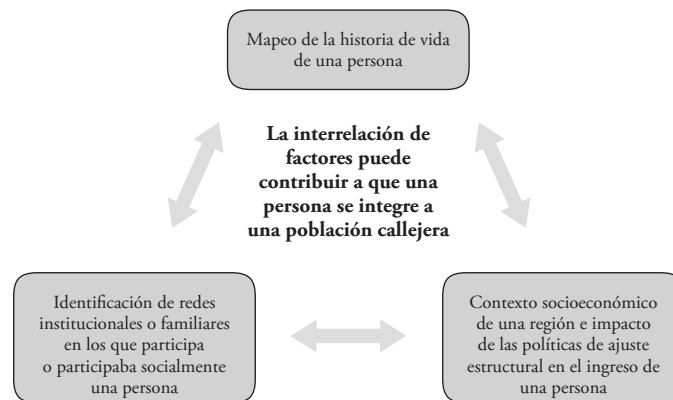 Mapeo de la historia de vida
de una persona
La interrelación de
factores puede
contribuir a que una
persona se integre a
una población callejera
Identificación de redes
institucionales o familiares
en los que participa
o participaba socialmente
una persona
Contexto socioeconómico
de una región e impacto
de las políticas de ajuste
estructural en el ingreso de
una persona